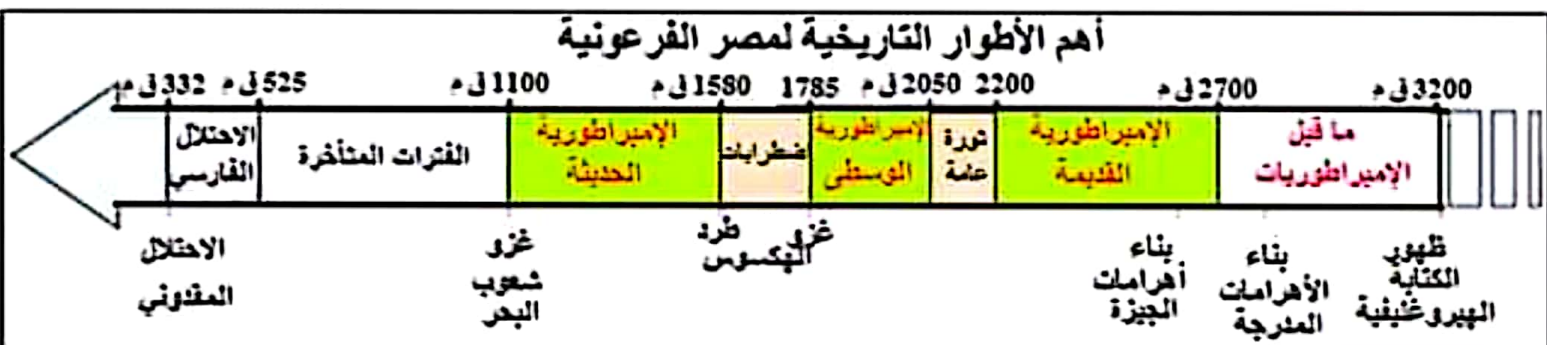 أهم الأطوار التاريخية لمصر الفرعونية
3200 ق م
2700 ق م
2200
2050 ق م
1785
1580 ق م
1100 ق م
525 ق م
332 ق م
ما قبل
الإمبراطوريات
الإمبراطورية
القديمة
ثورة
عامة
الإمبراطورية
الوسطى
ضطرابات
الإمبراطورية
الحديثة
الفترات المتأخرة
الاحتلال
الفارسي
ظهور
الكتابة
الهيروغليفية
بناء
الأهرامات
المدرجة
بناء
أهرامات
الجيزة
غزو
طرد
الهكسوس
غزو
شعوب
البحر
الاحتلال
المقدوني